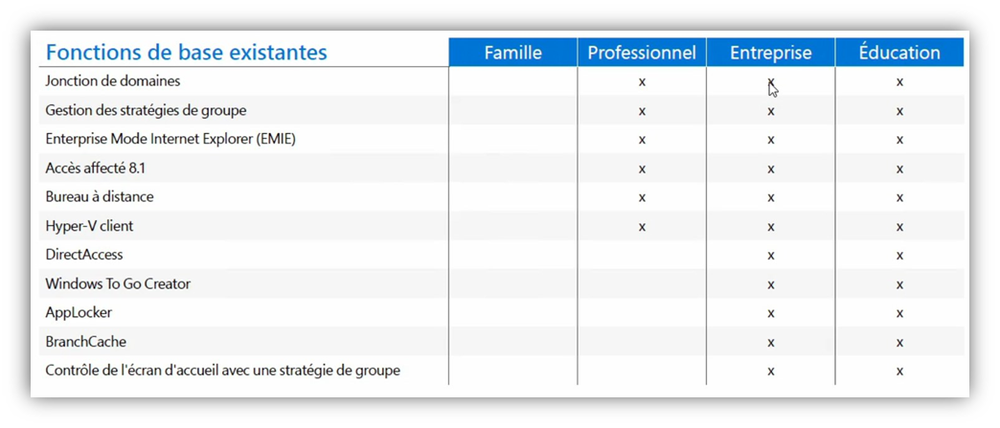 Fonctions de base existantes Famille Professionnel Entreprise Éducation
Jonction de domaines x x x
Gestion des stratégies de groupe x x x
Enterprise Mode Internet Explorer (EMIE) x x x
Accès affecté 8.1 x x x
Bureau à distance x x x
Hyper-V client x x x
DirectAccess x x
Windows To Go Creator x x
AppLocker x x
BranchCache x x
Contrôle de l'écran d'accueil avec une stratégie de groupe x x